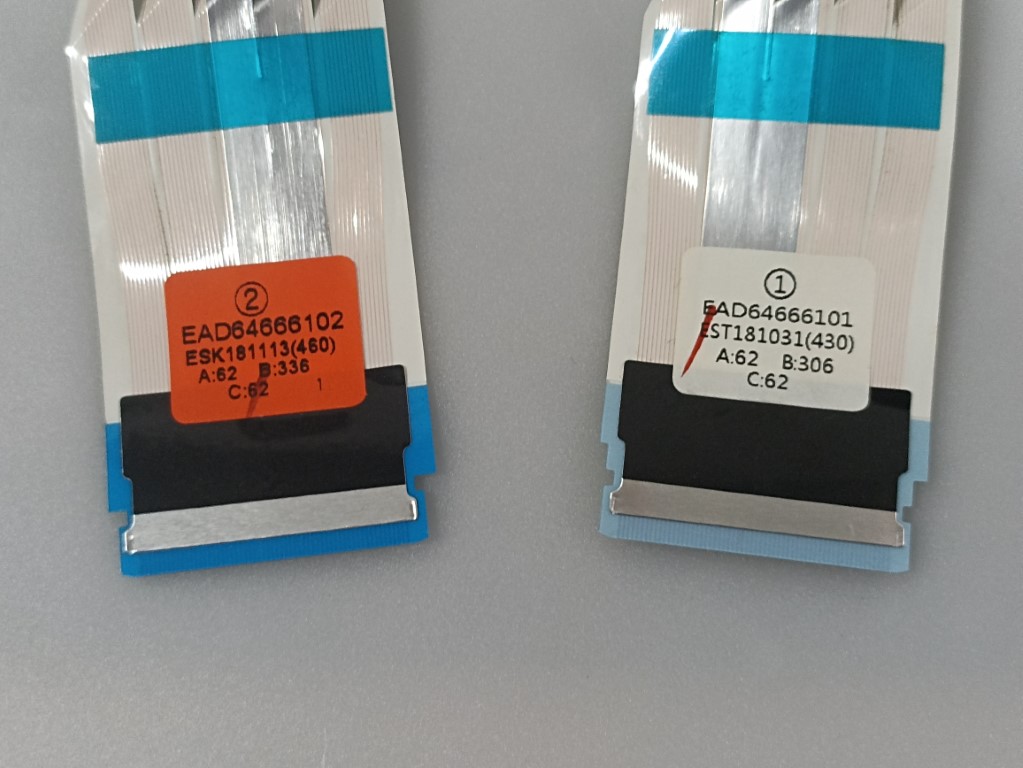 ②
EAD64666102
ESK181113(460)
A:62 B:336
C:62 1
①
EAD64666101
EST181031(430)
A:62 B:306
C:62